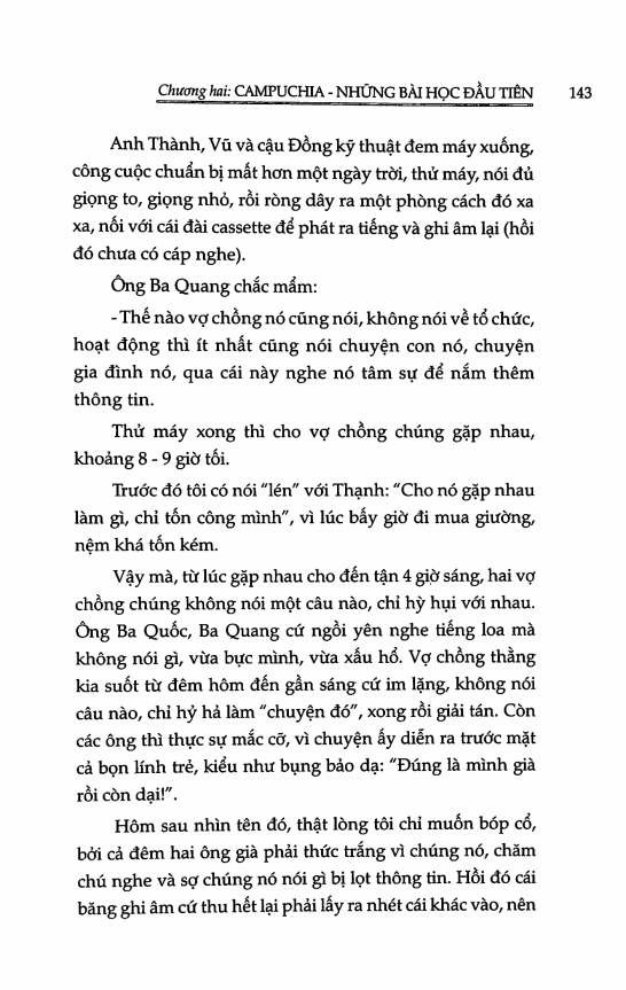 Chương hai: CAMPUCHIA - NHỮNG BÀI HỌC ĐẦU TIÊN 143
Anh Thành, Vũ và cậu Đồng kỹ thuật đem máy xuống,
công cuộc chuẩn bị mất hơn một ngày trời, thử máy, nói đủ
giọng to, giọng nhỏ, rồi ròng dây ra một phòng cách đó xa
xa, nối với cái đài cassette để phát ra tiếng và ghi âm lại (hồi
đó chưa có cáp nghe).
Ông Ba Quang chắc mẩm:
- Thế nào vợ chồng nó cũng nói, không nói về tổ chức,
hoạt động thì ít nhất cũng nói chuyện con nó, chuyện
gia đình nó, qua cái này nghe nó tâm sự để nắm thêm
thông tin.
Thử máy xong thì cho vợ chồng chúng gặp nhau,
khoảng 8 - 9 giờ tối.
Trước đó tôi có nói "lén" với Thạnh: "Cho nó gặp nhau
làm gì, chỉ tốn công mình", vì lúc bấy giờ đi mua giường,
nệm khá tốn kém.
Vậy mà, từ lúc gặp nhau cho đến tận 4 giờ sáng, hai vợ
chồng chúng không nói một câu nào, chỉ hỳ hụi với nhau.
Ông Ba Quốc, Ba Quang cứ ngồi yên nghe tiếng loa mà
không nói gì, vừa bực mình, vừa xấu hổ. Vợ chồng thằng
kia suốt từ đêm hôm đến gần sáng cứ im lặng, không nói
câu nào, chỉ hỷ hả làm "chuyện đó", xong rồi giải tán. Còn
các ông thì thực sự mắc cỡ, vì chuyện ấy diễn ra trước mặt
cả bọn lính trẻ, kiểu như bụng bảo dạ: "Đúng là mình già
rồi còn dại!".
Hôm sau nhìn tên đó, thật lòng tôi chỉ muốn bóp cổ,
bởi cả đêm hai ông già phải thức trắng vì chúng nó, chăm
chú nghe và sợ chúng nó nói gì bị lọt thông tin. Hồi đó cái
băng ghi âm cứ thu hết lại phải lấy ra nhét cái khác vào, nên